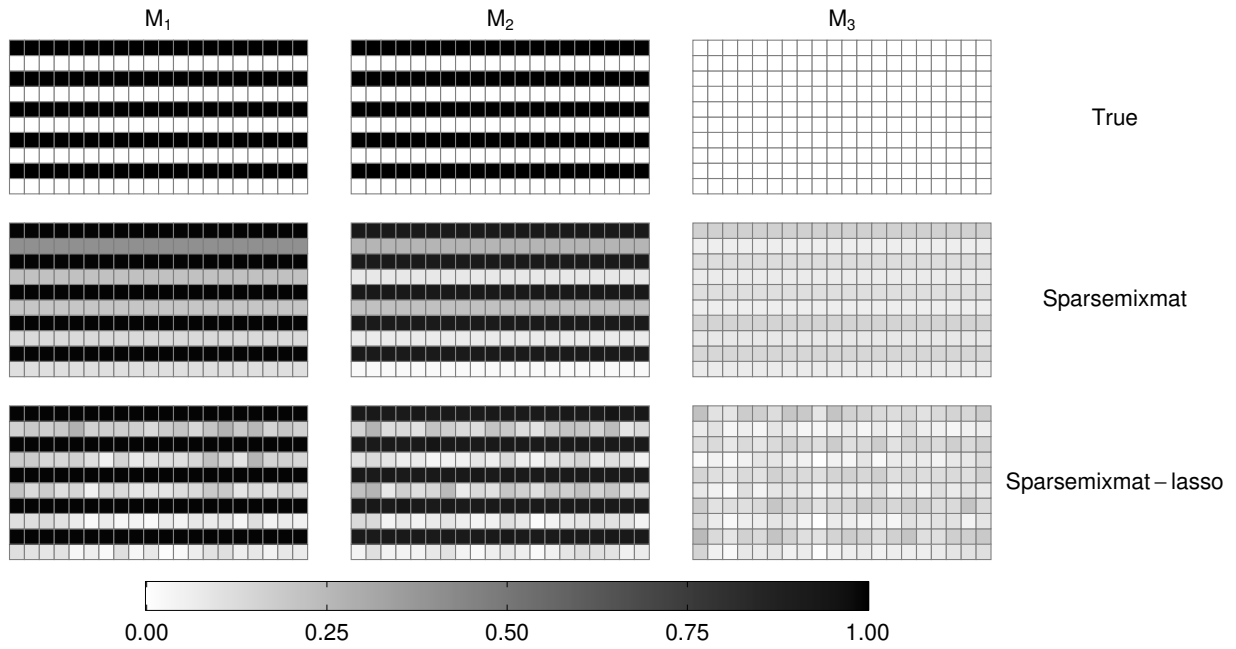 M₁ M₂ M₃
True
Sparsemixmat
Sparsemixmat – lasso
0.00 0.25 0.50 0.75 1.00